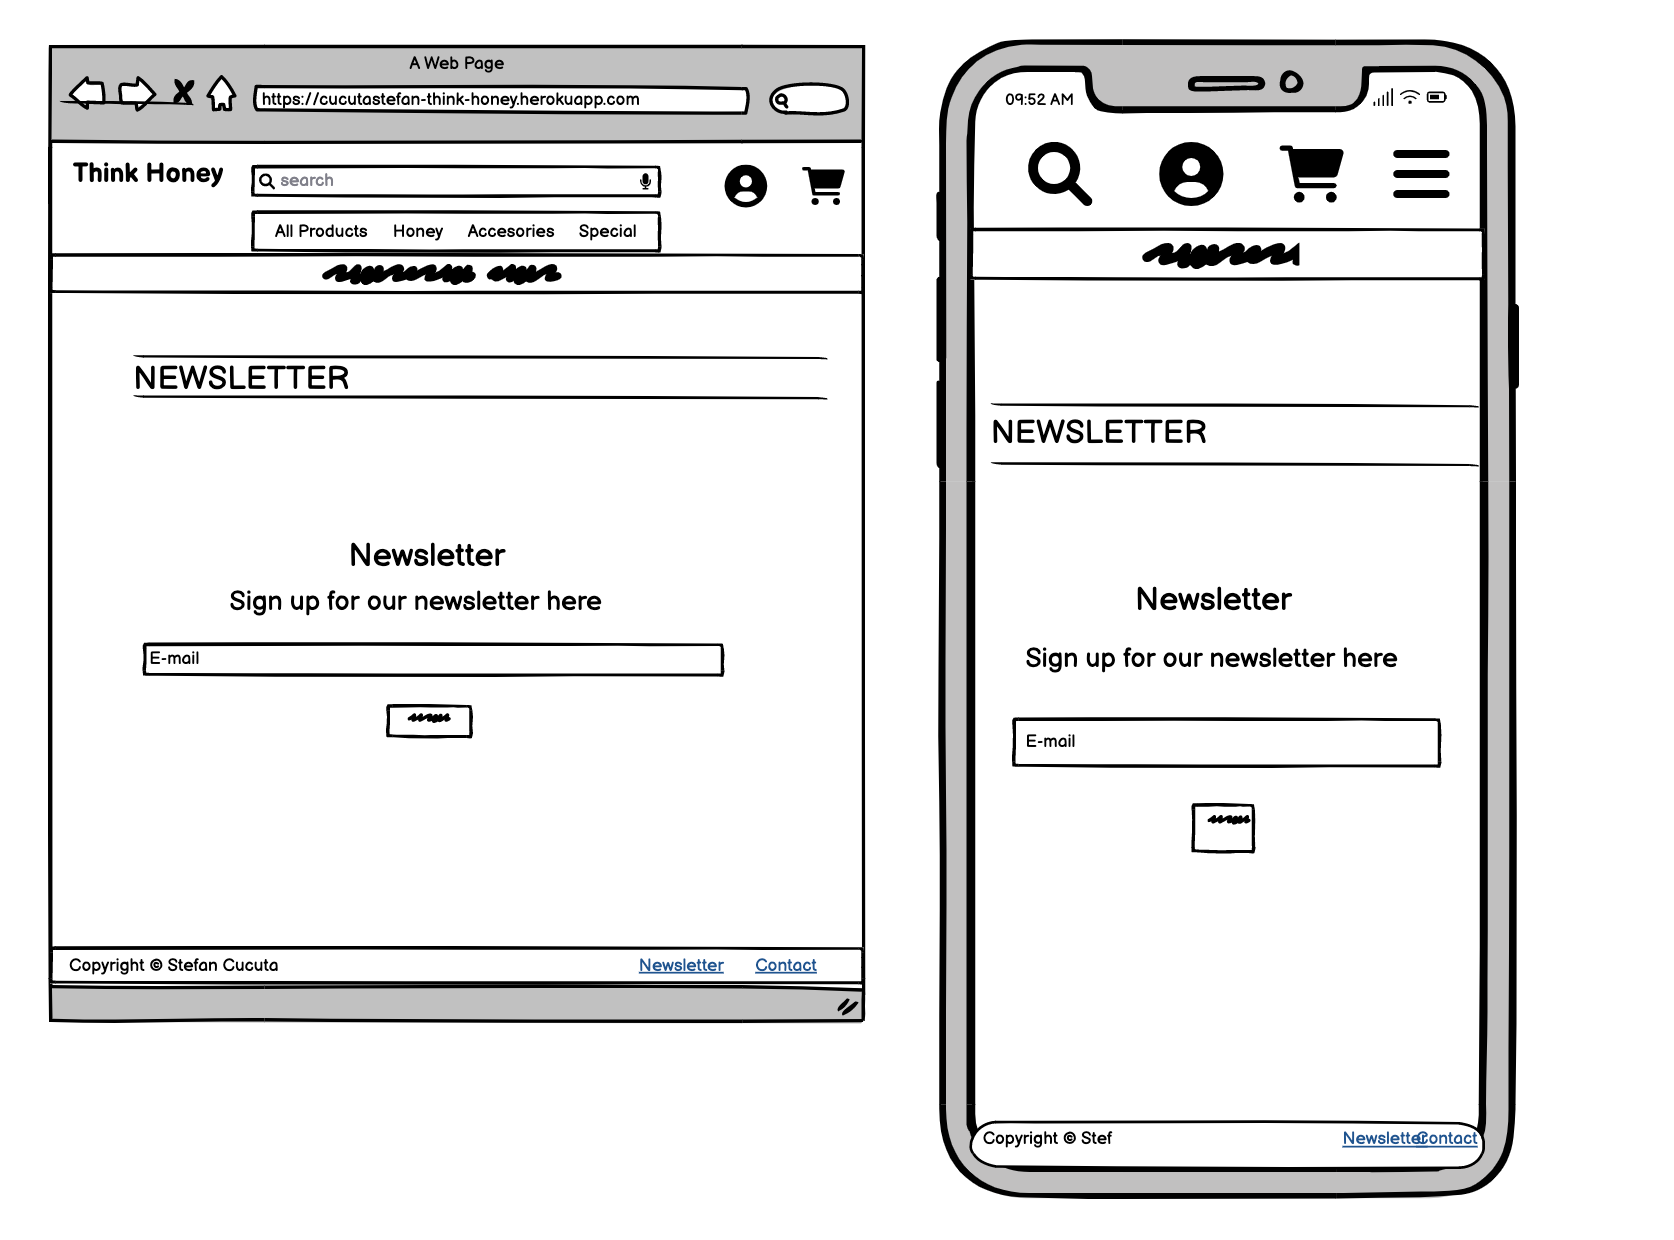 A Web Page
https://cucutastefan-think-honey.herokuapp.com
Think Honey
search
All Products Honey Accesories Special
NEWSLETTER
Newsletter
Sign up for our newsletter here
E-mail
Copyright © Stefan Cucuta Newsletter Contact
09:52 AM
NEWSLETTER
Newsletter
Sign up for our newsletter here
E-mail
Copyright © Stef Newsletter Contact